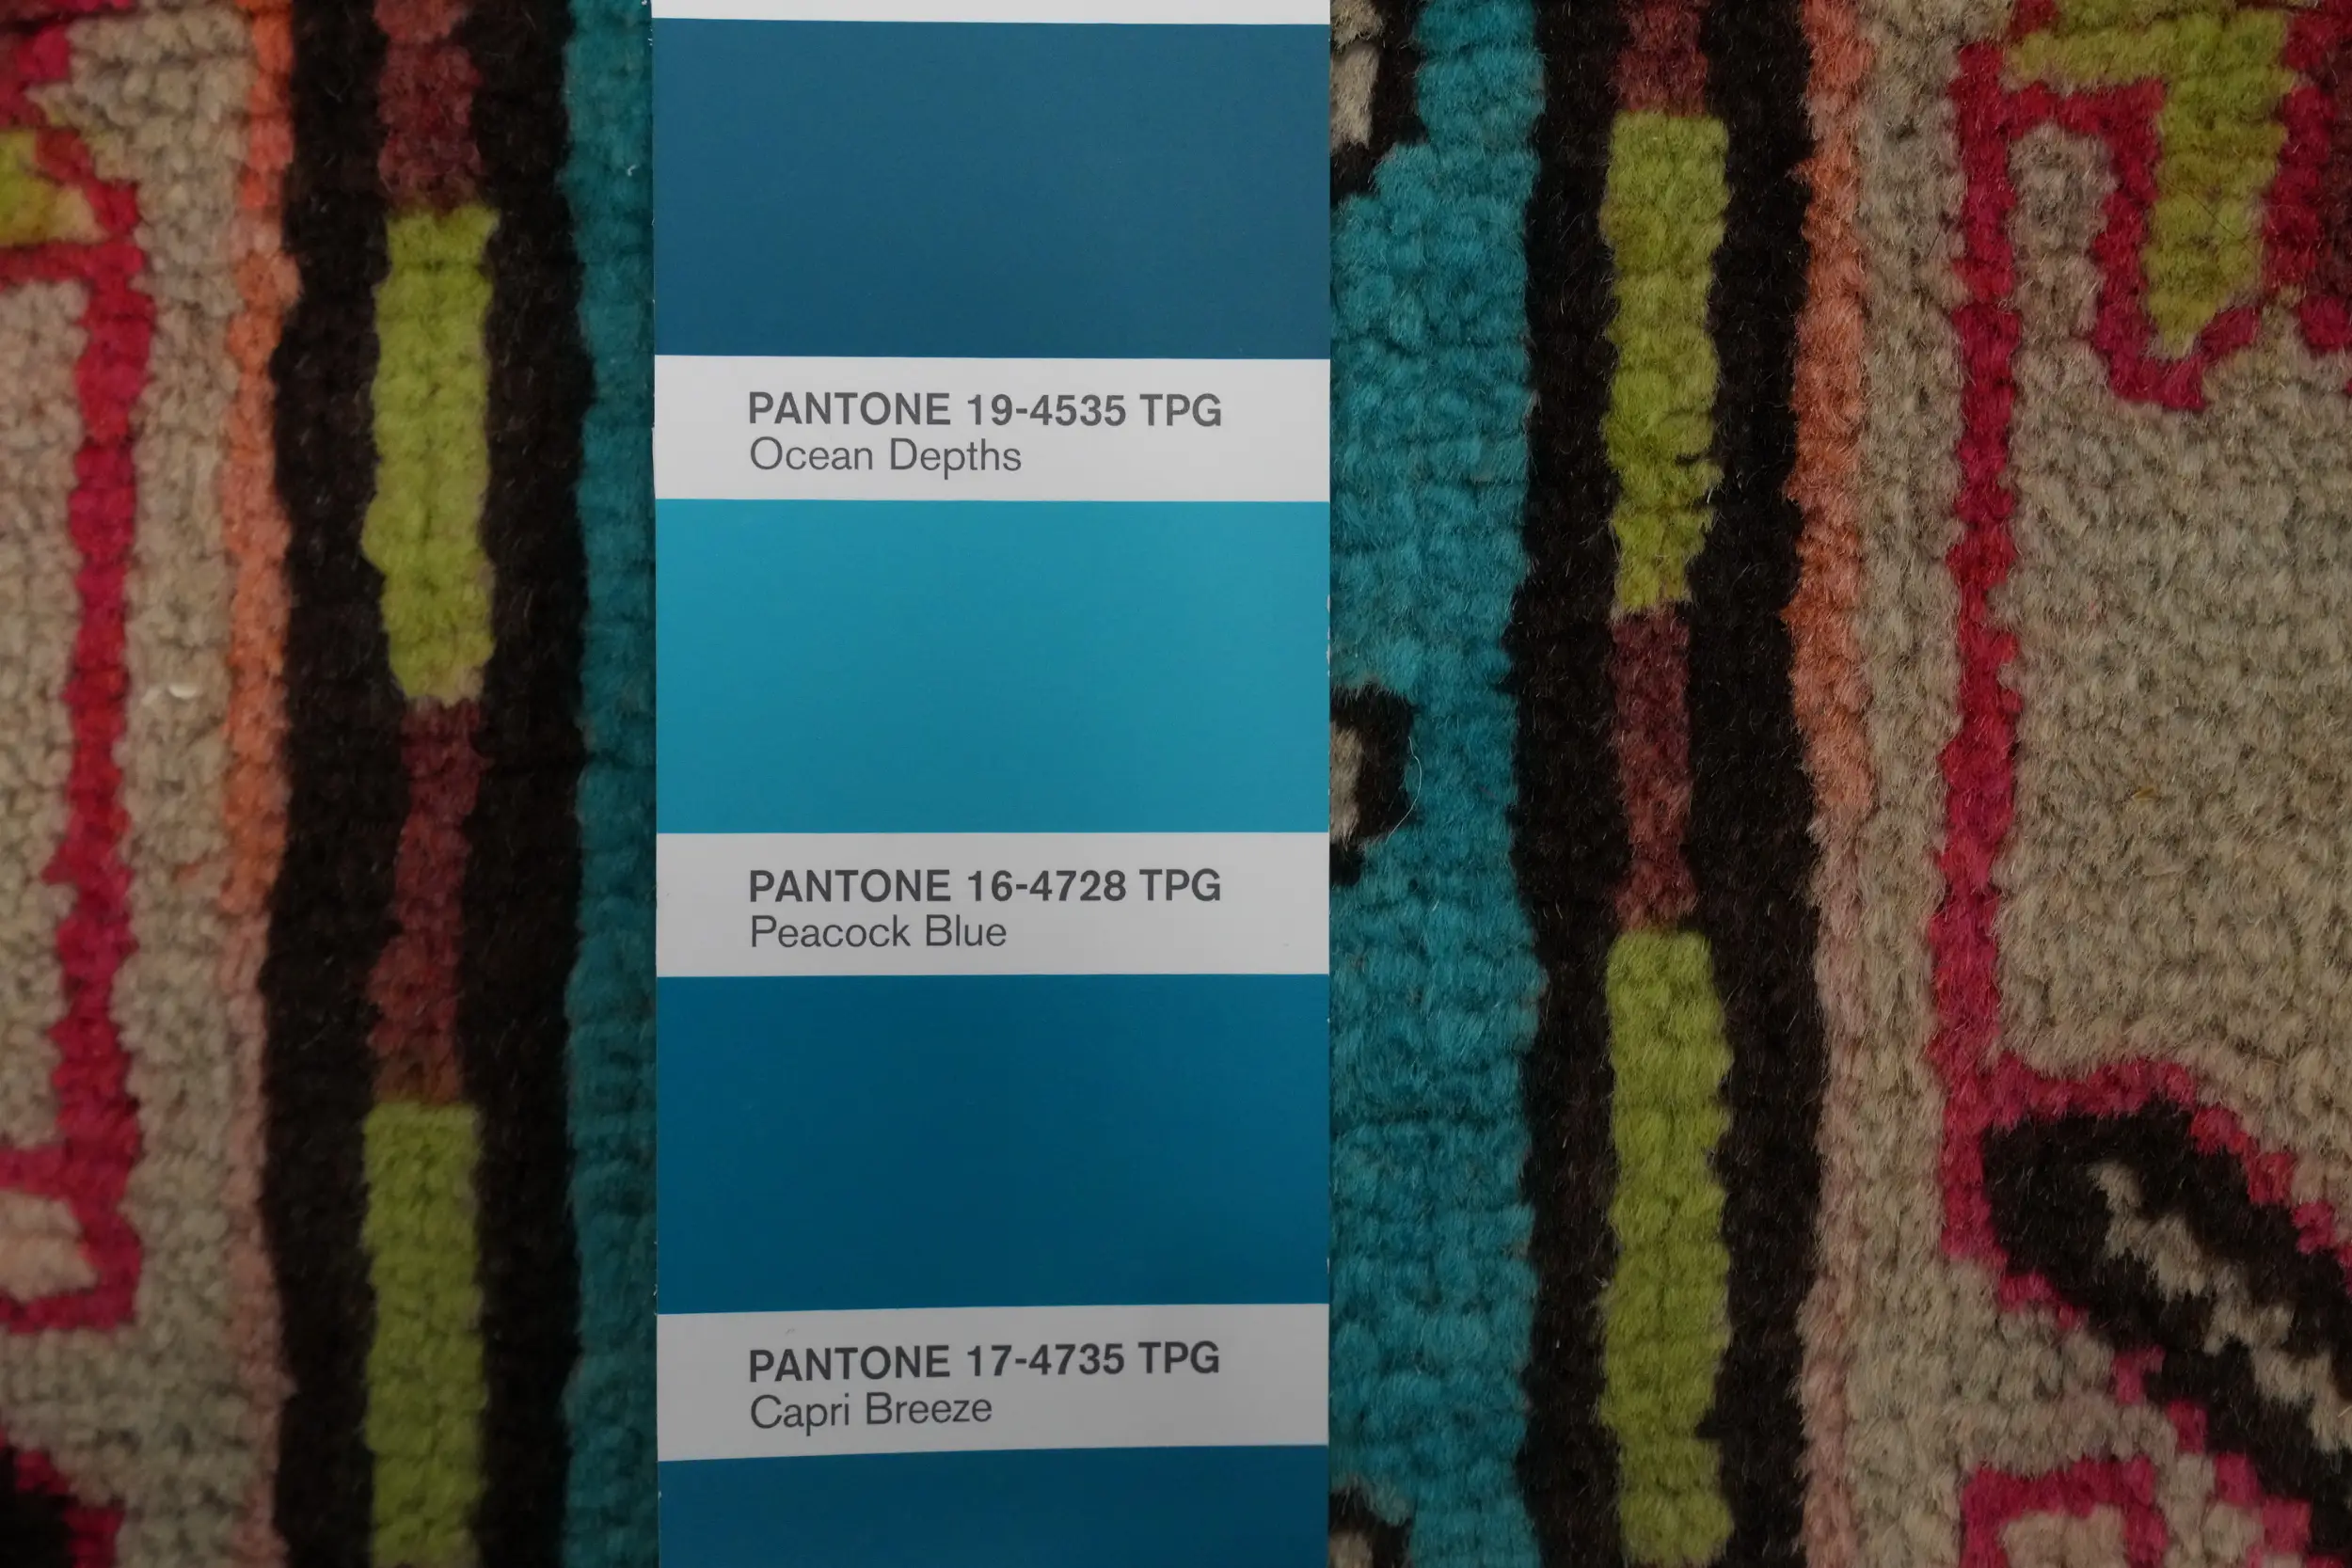 PANTONE 19-4535 TPG
Ocean Depths
PANTONE 16-4728 TPG
Peacock Blue
PANTONE 17-4735 TPG
Capri Breeze